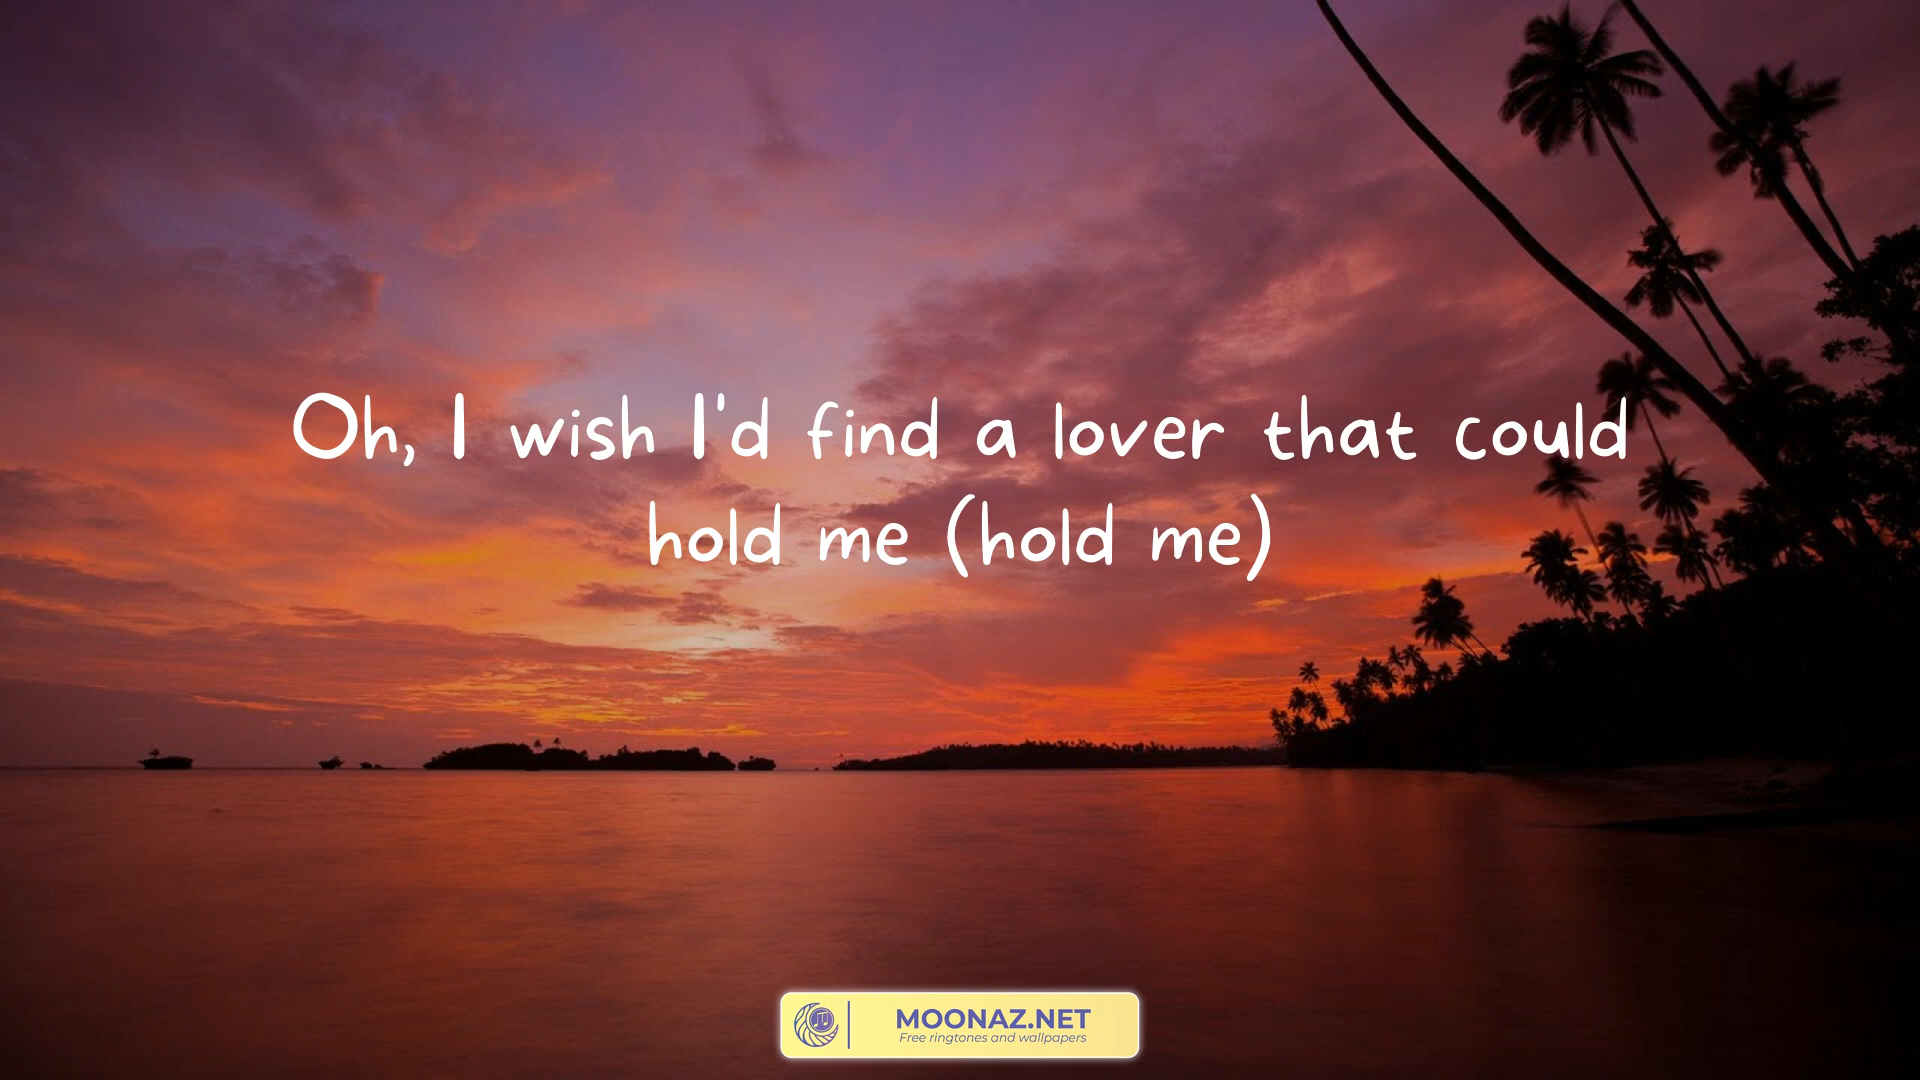 Oh, I wish I'd find a lover that could
hold me (hold me)
MOONAZ.NET
Free ringtones and wallpapers